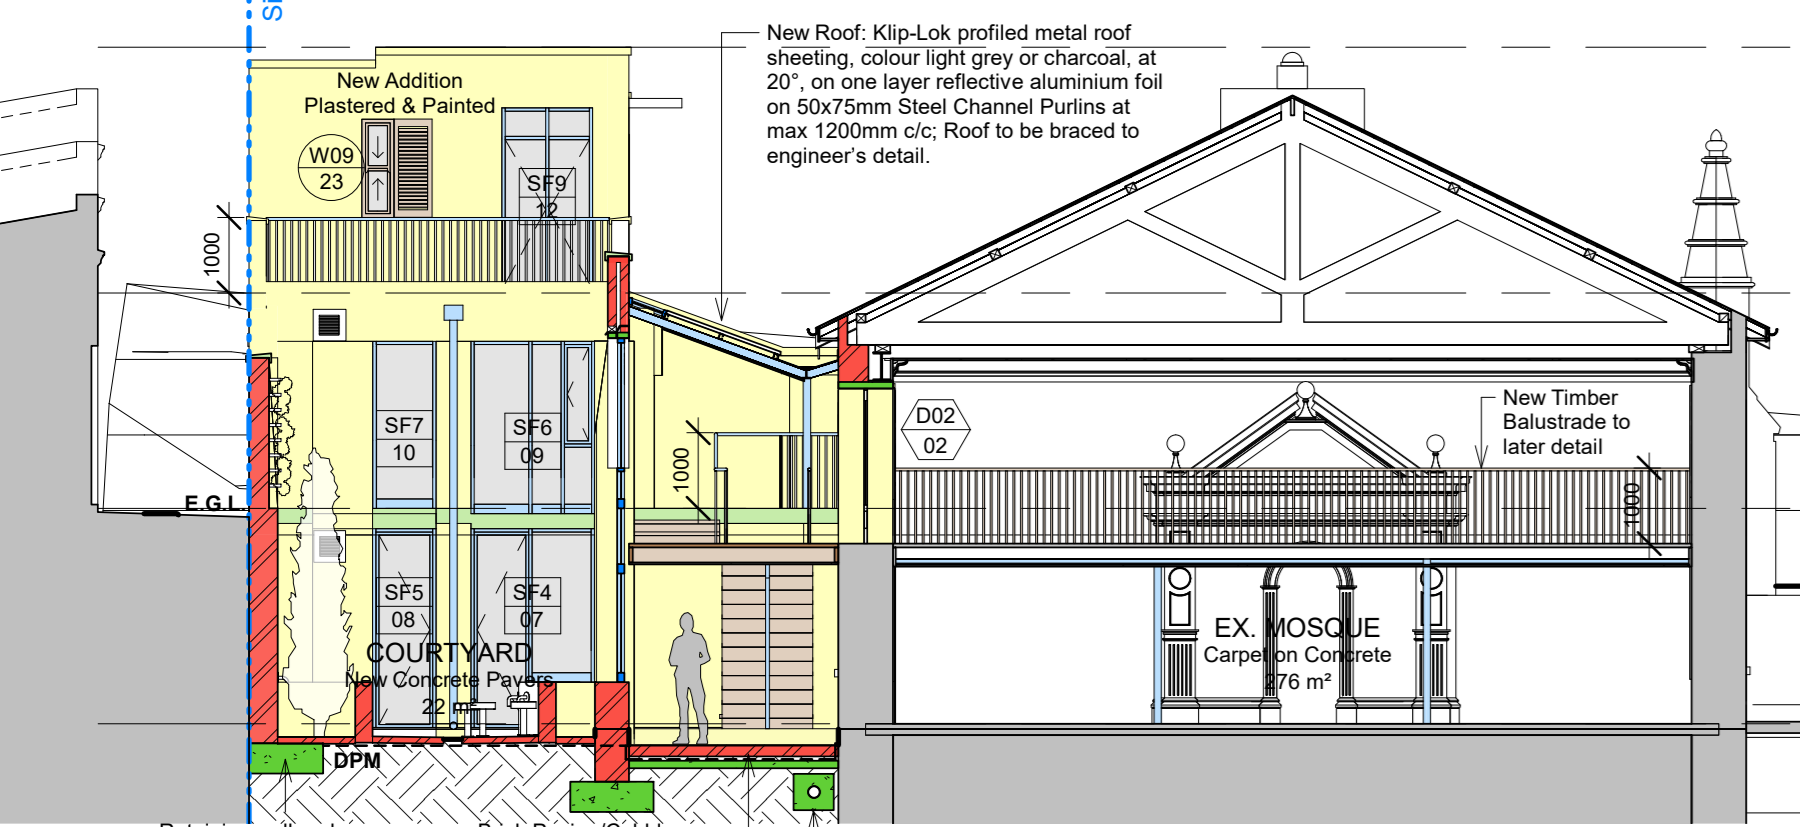 Si
New Roof: Klip-Lok profiled metal roof
sheeting, colour light grey or charcoal, at
20°, on one layer reflective aluminium foil
on 50x75mm Steel Channel Purlins at
max 1200mm c/c; Roof to be braced to
engineer's detail.
New Addition
Plastered & Painted
W09
23
SF9
12
1000
SF7
10
SF6
09
1000
D02
02
New Timber
Balustrade to
later detail
1000
E.G.L.
SF5
08
SF4
07
COURTYARD
New Concrete Pavers
22 m²
EX. MOSQUE
Carpet on Concrete
276 m²
DPM